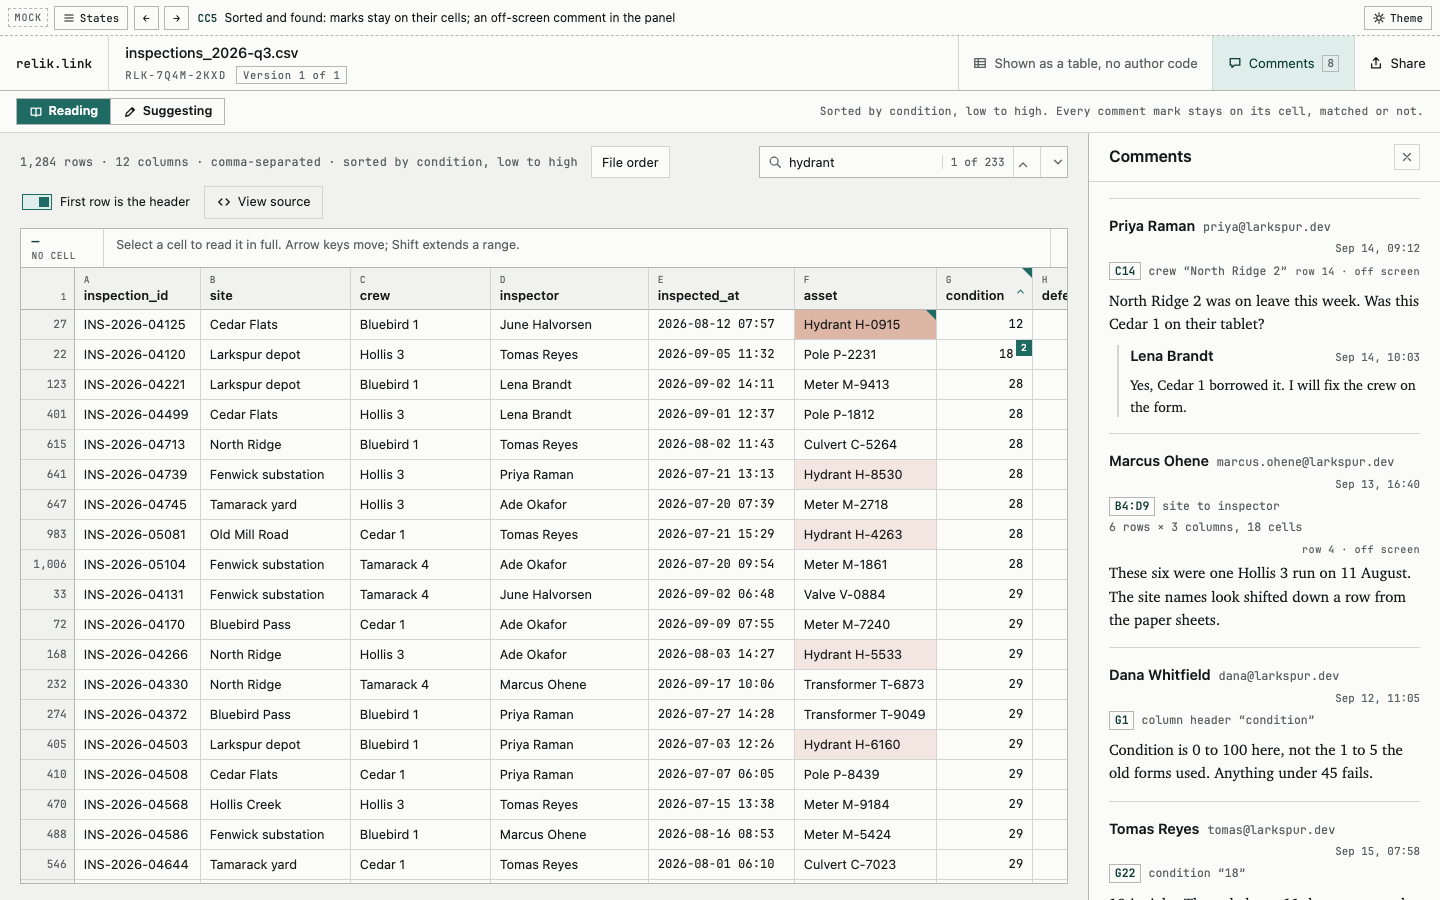 MOCK States ← → CC5 Sorted and found: marks stay on their cells; an off-screen comment in the panel Theme
relik.link
inspections_2026-q3.csv
RLK-7Q4M-2KXD Version 1 of 1
Shown as a table, no author code Comments 8 Share
Reading Suggesting Sorted by condition, low to high. Every comment mark stays on its cell, matched or not.
1,284 rows · 12 columns · comma-separated · sorted by condition, low to high File order hydrant 1 of 233
First row is the header <> View source
— Select a cell to read it in full. Arrow keys move; Shift extends a range.
NO CELL
A B C D E F G H
1 inspection_id site crew inspector inspected_at asset condition defe
27 INS-2026-04125 Cedar Flats Bluebird 1 June Halvorsen 2026-08-12 07:57 Hydrant H-0915 12
22 INS-2026-04120 Larkspur depot Hollis 3 Tomas Reyes 2026-09-05 11:32 Pole P-2231 18 2
123 INS-2026-04221 Larkspur depot Bluebird 1 Lena Brandt 2026-09-02 14:11 Meter M-9413 28
401 INS-2026-04499 Cedar Flats Hollis 3 Lena Brandt 2026-09-01 12:37 Pole P-1812 28
615 INS-2026-04713 North Ridge Bluebird 1 Tomas Reyes 2026-08-02 11:43 Culvert C-5264 28
641 INS-2026-04739 Fenwick substation Hollis 3 Priya Raman 2026-07-21 13:13 Hydrant H-8530 28
647 INS-2026-04745 Tamarack yard Hollis 3 Ade Okafor 2026-07-20 07:39 Meter M-2718 28
983 INS-2026-05081 Old Mill Road Cedar 1 Tomas Reyes 2026-07-21 15:29 Hydrant H-4263 28
1,006 INS-2026-05104 Fenwick substation Tamarack 4 Ade Okafor 2026-07-20 09:54 Meter M-1861 28
33 INS-2026-04131 Fenwick substation Tamarack 4 June Halvorsen 2026-09-02 06:48 Valve V-0884 29
72 INS-2026-04170 Bluebird Pass Cedar 1 Ade Okafor 2026-09-09 07:55 Meter M-7240 29
168 INS-2026-04266 North Ridge Hollis 3 Ade Okafor 2026-08-03 14:27 Hydrant H-5533 29
232 INS-2026-04330 North Ridge Tamarack 4 Marcus Ohene 2026-09-17 10:06 Transformer T-6873 29
274 INS-2026-04372 Bluebird Pass Bluebird 1 Priya Raman 2026-07-27 14:28 Transformer T-9049 29
405 INS-2026-04503 Larkspur depot Bluebird 1 Priya Raman 2026-07-03 12:26 Hydrant H-6160 29
410 INS-2026-04508 Cedar Flats Cedar 1 Priya Raman 2026-07-07 06:05 Pole P-8439 29
470 INS-2026-04568 Hollis Creek Hollis 3 Tomas Reyes 2026-07-15 13:38 Meter M-9184 29
488 INS-2026-04586 Fenwick substation Bluebird 1 Marcus Ohene 2026-08-16 08:53 Meter M-5424 29
546 INS-2026-04644 Tamarack yard Cedar 1 Tomas Reyes 2026-08-01 06:10 Culvert C-7023 29
Comments
Priya Raman priya@larkspur.dev
Sep 14, 09:12
C14 crew “North Ridge 2” row 14 · off screen
North Ridge 2 was on leave this week. Was this
Cedar 1 on their tablet?
Lena Brandt Sep 14, 10:03
Yes, Cedar 1 borrowed it. I will fix the crew on
the form.
Marcus Ohene marcus.ohene@larkspur.dev
Sep 13, 16:40
B4:D9 site to inspector
6 rows × 3 columns, 18 cells
row 4 · off screen
These six were one Hollis 3 run on 11 August.
The site names look shifted down a row from
the paper sheets.
Dana Whitfield dana@larkspur.dev
Sep 12, 11:05
G1 column header “condition”
Condition is 0 to 100 here, not the 1 to 5 the
old forms used. Anything under 45 fails.
Tomas Reyes tomas@larkspur.dev
Sep 15, 07:58
G22 condition “18”